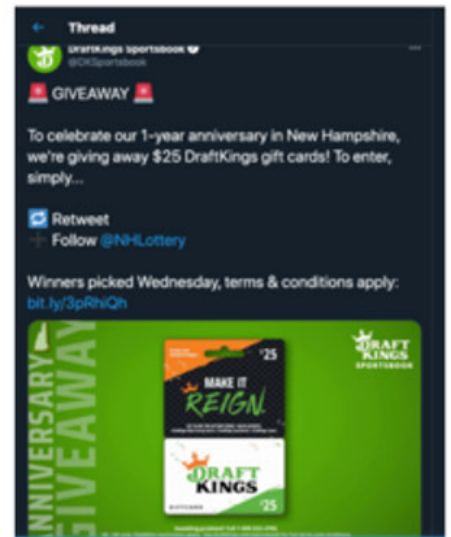 Thread
DraftKings Sportsbook
@DKSportsbook
GIVEAWAY
To celebrate our 1-year anniversary in New Hampshire,
we're giving away $25 DraftKings gift cards! To enter,
simply...
Retweet
Follow @NHLottery
Winners picked Wednesday, terms & conditions apply:
bit.ly/3pRhiQh
ANNIVERSARY
GIVEAWAY
$25
MAKE IT
REIGN
DRAFT
KINGS
GIFTCARD
$25
DRAFT
KINGS
SPORTSBOOK